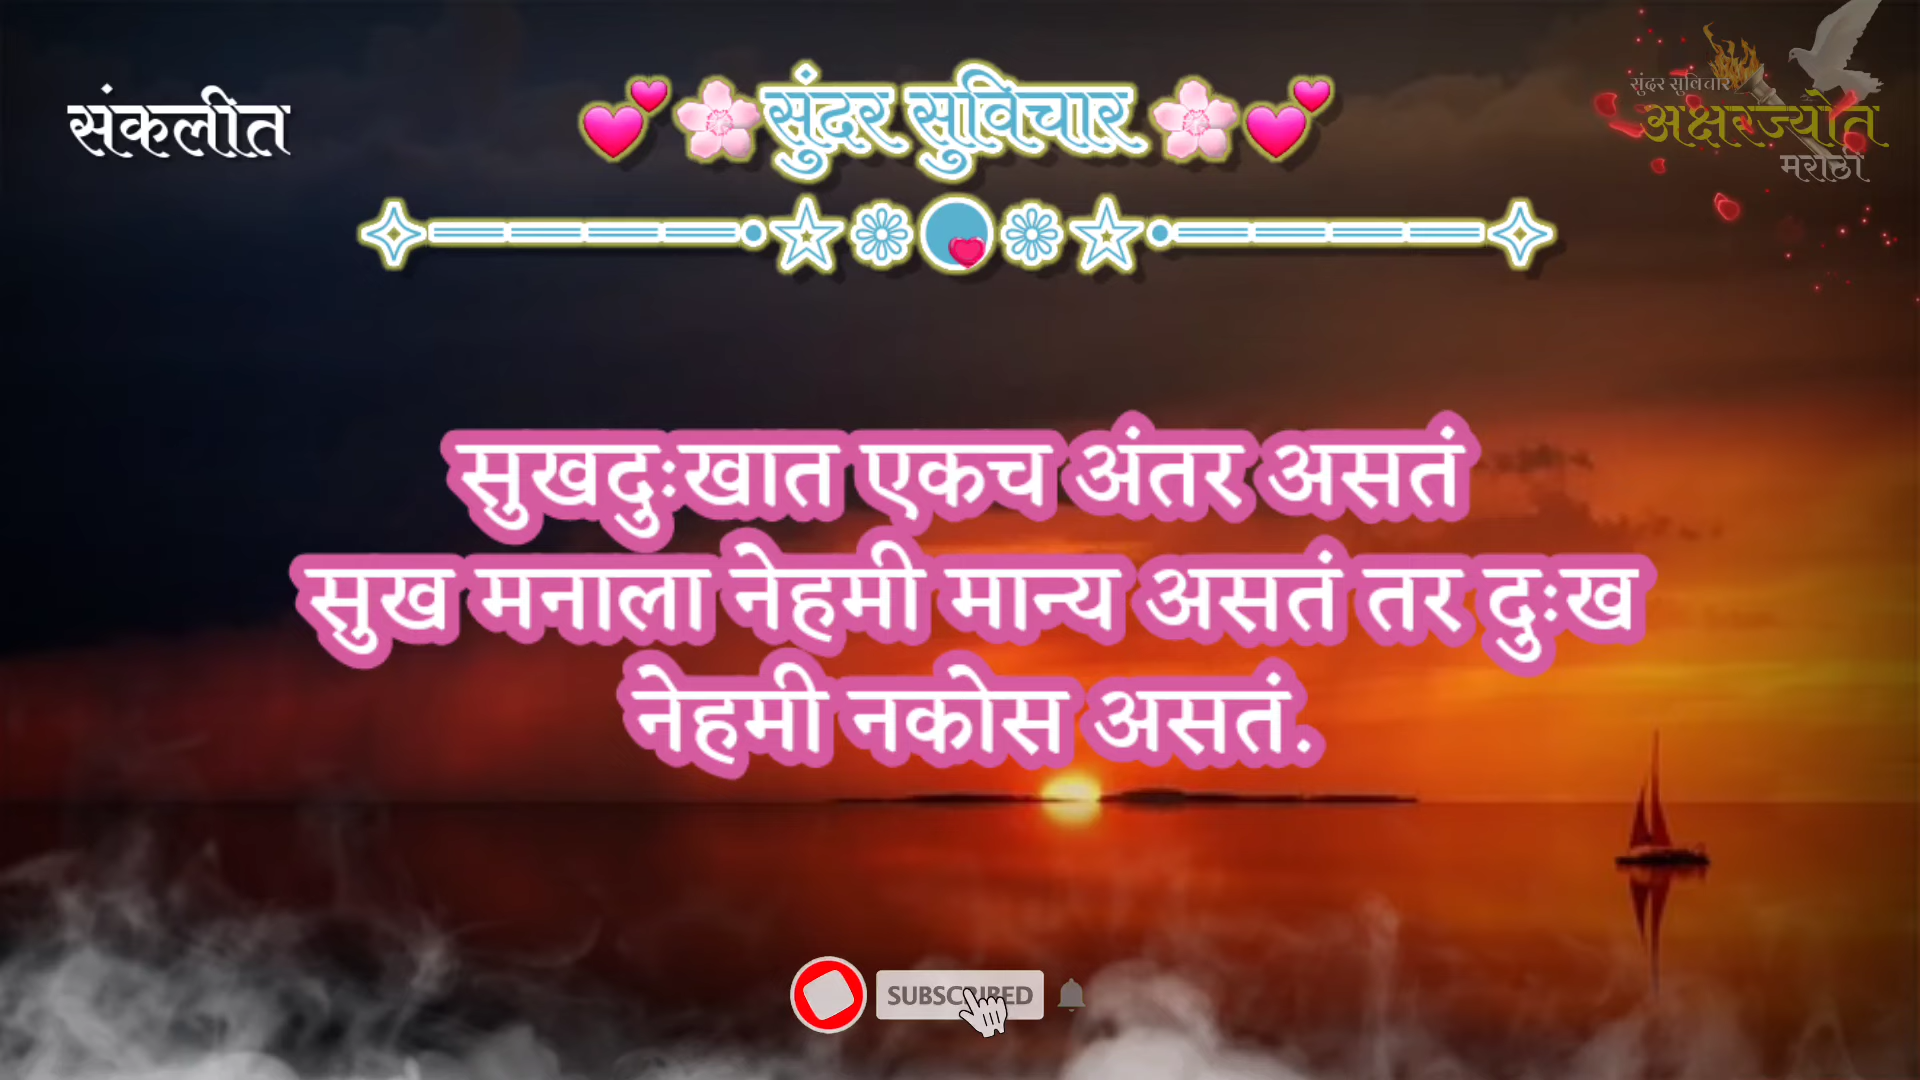 संकलीत
💕🌸सुंदर सुविचार🌸💕
सुंदर सुविचार
अक्षरज्योत
मराठी
सुखदुःखात एकच अंतर असतं
सुख मनाला नेहमी मान्य असतं तर दुःख
नेहमी नकोस असतं.
SUBSCRIBED